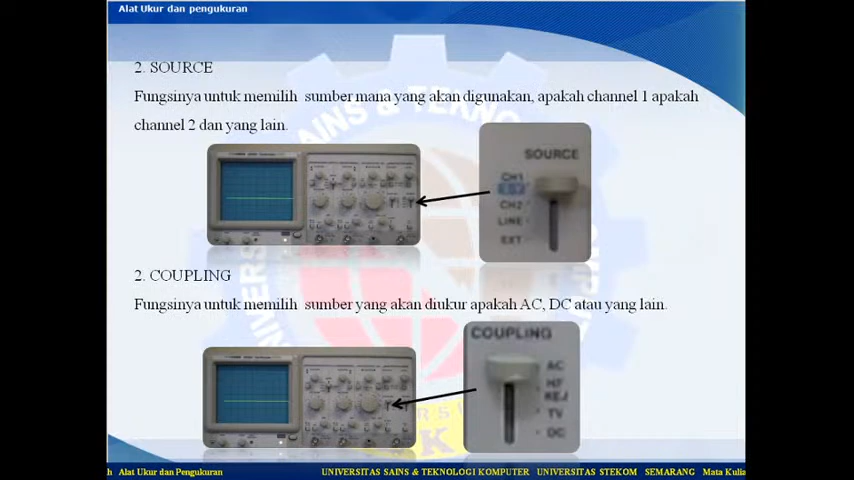 Alat Ukur dan pengukuran
2. SOURCE
Fungsinya untuk memilih sumber mana yang akan digunakan, apakah channel 1 apakah
channel 2 dan yang lain.
SOURCE
CH1
CH2
LINE
EXT
2. COUPLING
Fungsinya untuk memilih sumber yang akan diukur apakah AC, DC atau yang lain.
COUPLING
AC
HF
REJ
TV
DC
h Alat Ukur dan Pengukuran UNIVERSITAS SAINS & TEKNOLOGI KOMPUTER UNIVERSITAS STEKOM SEMARANG Mata Kulia